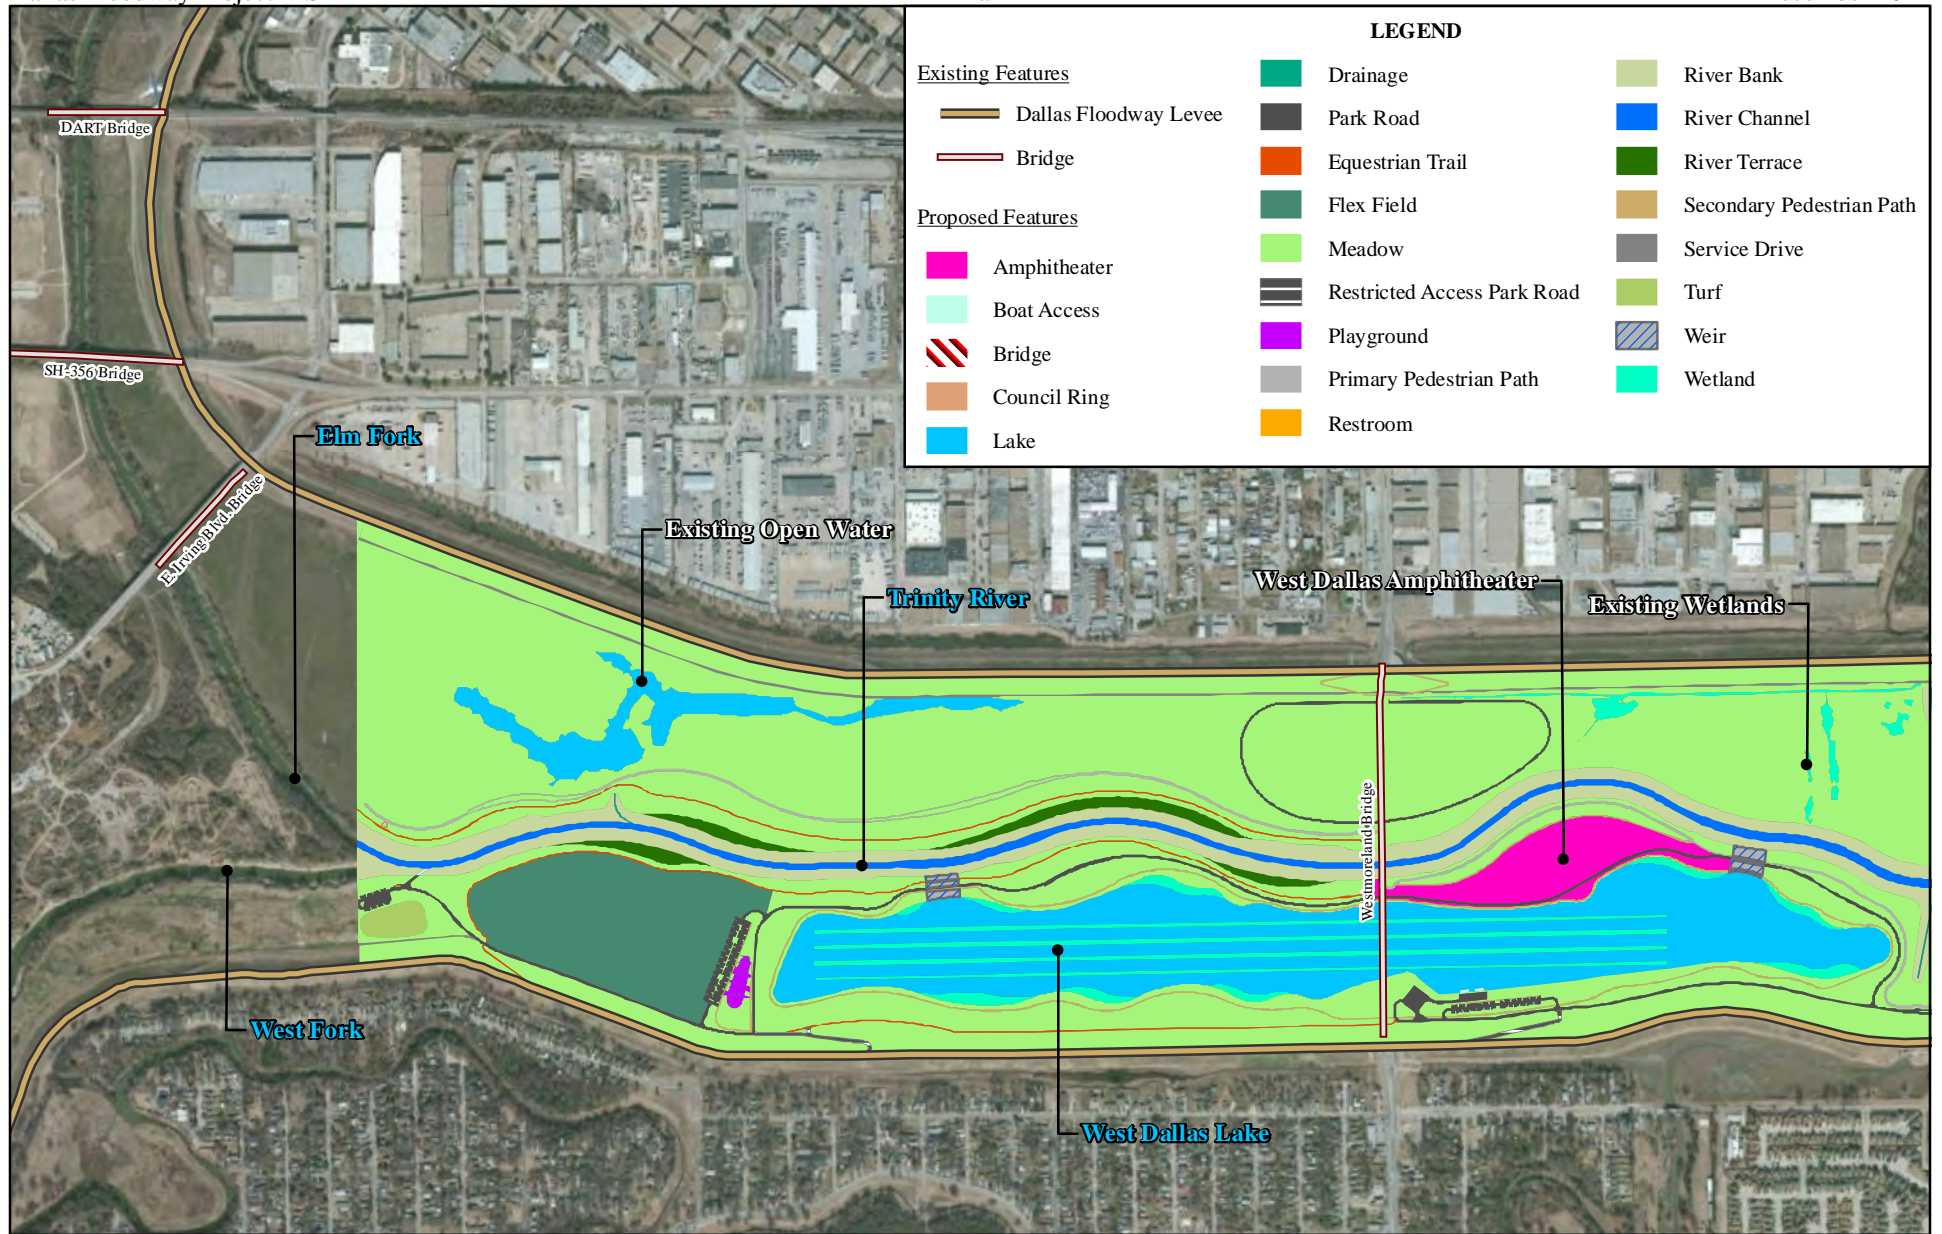 LEGEND
Existing Features
Dallas Floodway Levee
Bridge
Proposed Features
Amphitheater
Boat Access
Bridge
Council Ring
Lake
Drainage
Park Road
Equestrian Trail
Flex Field
Meadow
Restricted Access Park Road
Playground
Primary Pedestrian Path
Restroom
River Bank
River Channel
River Terrace
Secondary Pedestrian Path
Service Drive
Turf
Weir
Wetland
DART Bridge
SH-356 Bridge
Elm Fork
E. Irving Blvd. Bridge
Existing Open Water
Trinity River
West Dallas Amphitheater
Existing Wetlands
Westmoreland Bridge
West Fork
West Dallas Lake